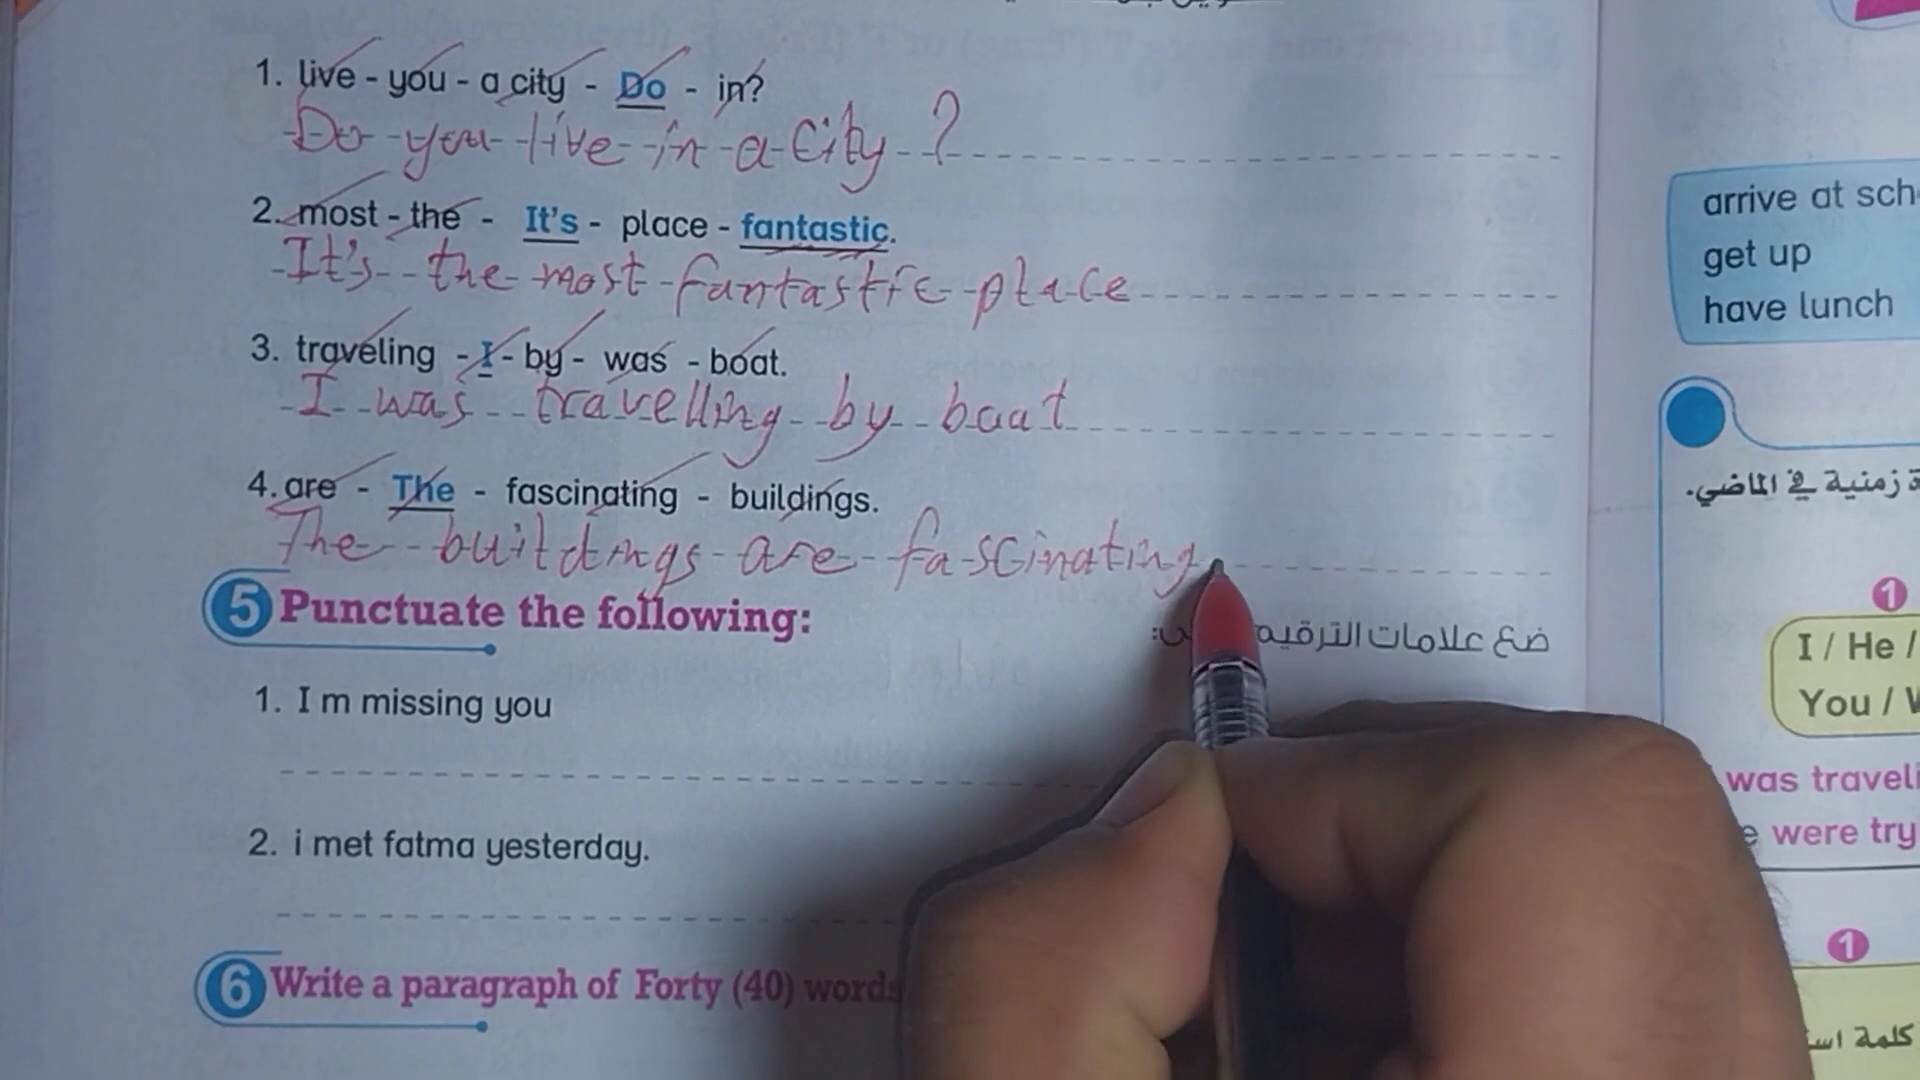 1. live - you - a city - Do - in?
Do you live in a city ?
2. most - the - It's - place - fantastic.
It's the most fantastic place
3. traveling - I - by - was - boat.
I was travelling by boat
4. are - The - fascinating - buildings.
The buildings are fascinating.
5 Punctuate the following:
ضع علامات الترقيم
1. I m missing you
2. i met fatma yesterday.
6 Write a paragraph of Forty (40) words
arrive at sch
get up
have lunch
زمنية في الماضي.
1
I / He /
You /
was traveli
were try
1
كلمة